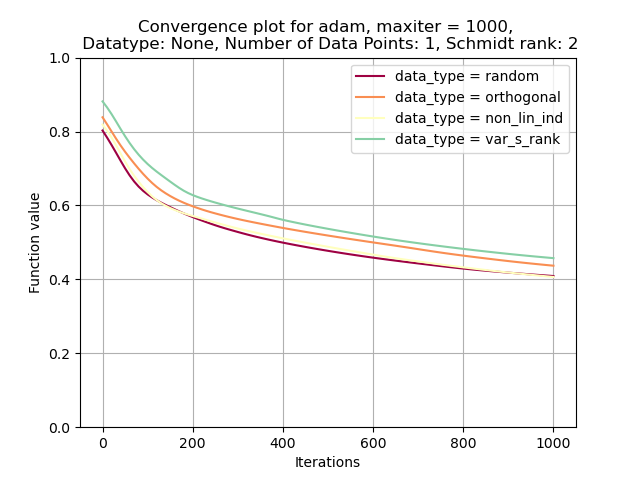 Convergence plot for adam, maxiter = 1000,
Datatype: None, Number of Data Points: 1, Schmidt rank: 2
data_type = random
data_type = orthogonal
data_type = non_lin_ind
data_type = var_s_rank
Function value
1.0
0.8
0.6
0.4
0.2
0.0
0 200 400 600 800 1000
Iterations